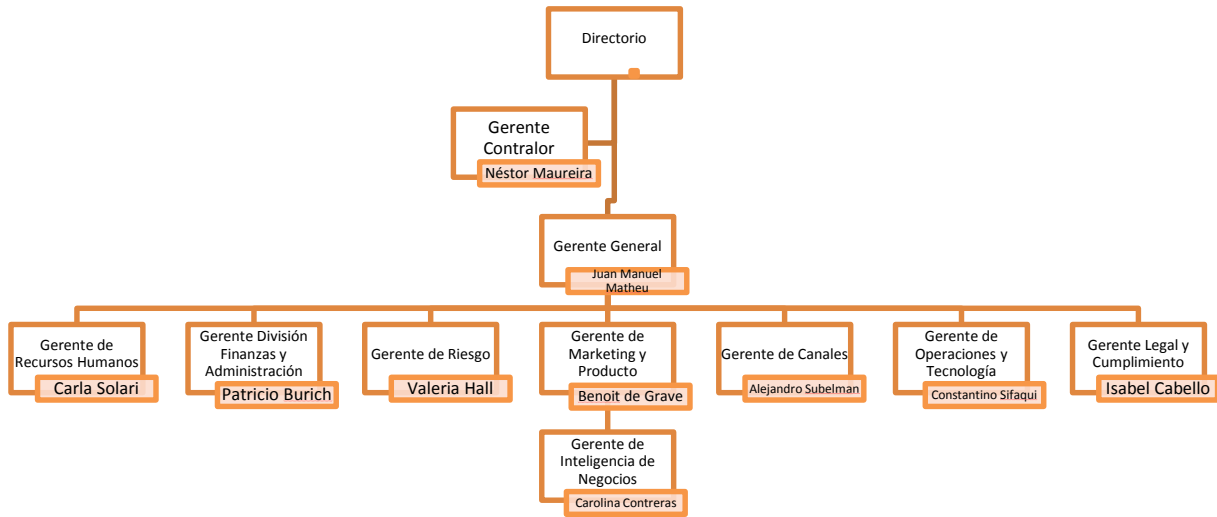 Directorio
Gerente
Contralor
Néstor Maureira
Gerente General
Juan Manuel
Matheu
Gerente de
Recursos Humanos
Carla Solari
Gerente División
Finanzas y
Administración
Patricio Burich
Gerente de Riesgo
Valeria Hall
Gerente de
Marketing y
Producto
Benoit de Grave
Gerente de Canales
Alejandro Subelman
Gerente de
Operaciones y
Tecnología
Constantino Sifaqui
Gerente Legal y
Cumplimiento
Isabel Cabello
Gerente de
Inteligencia de
Negocios
Carolina Contreras